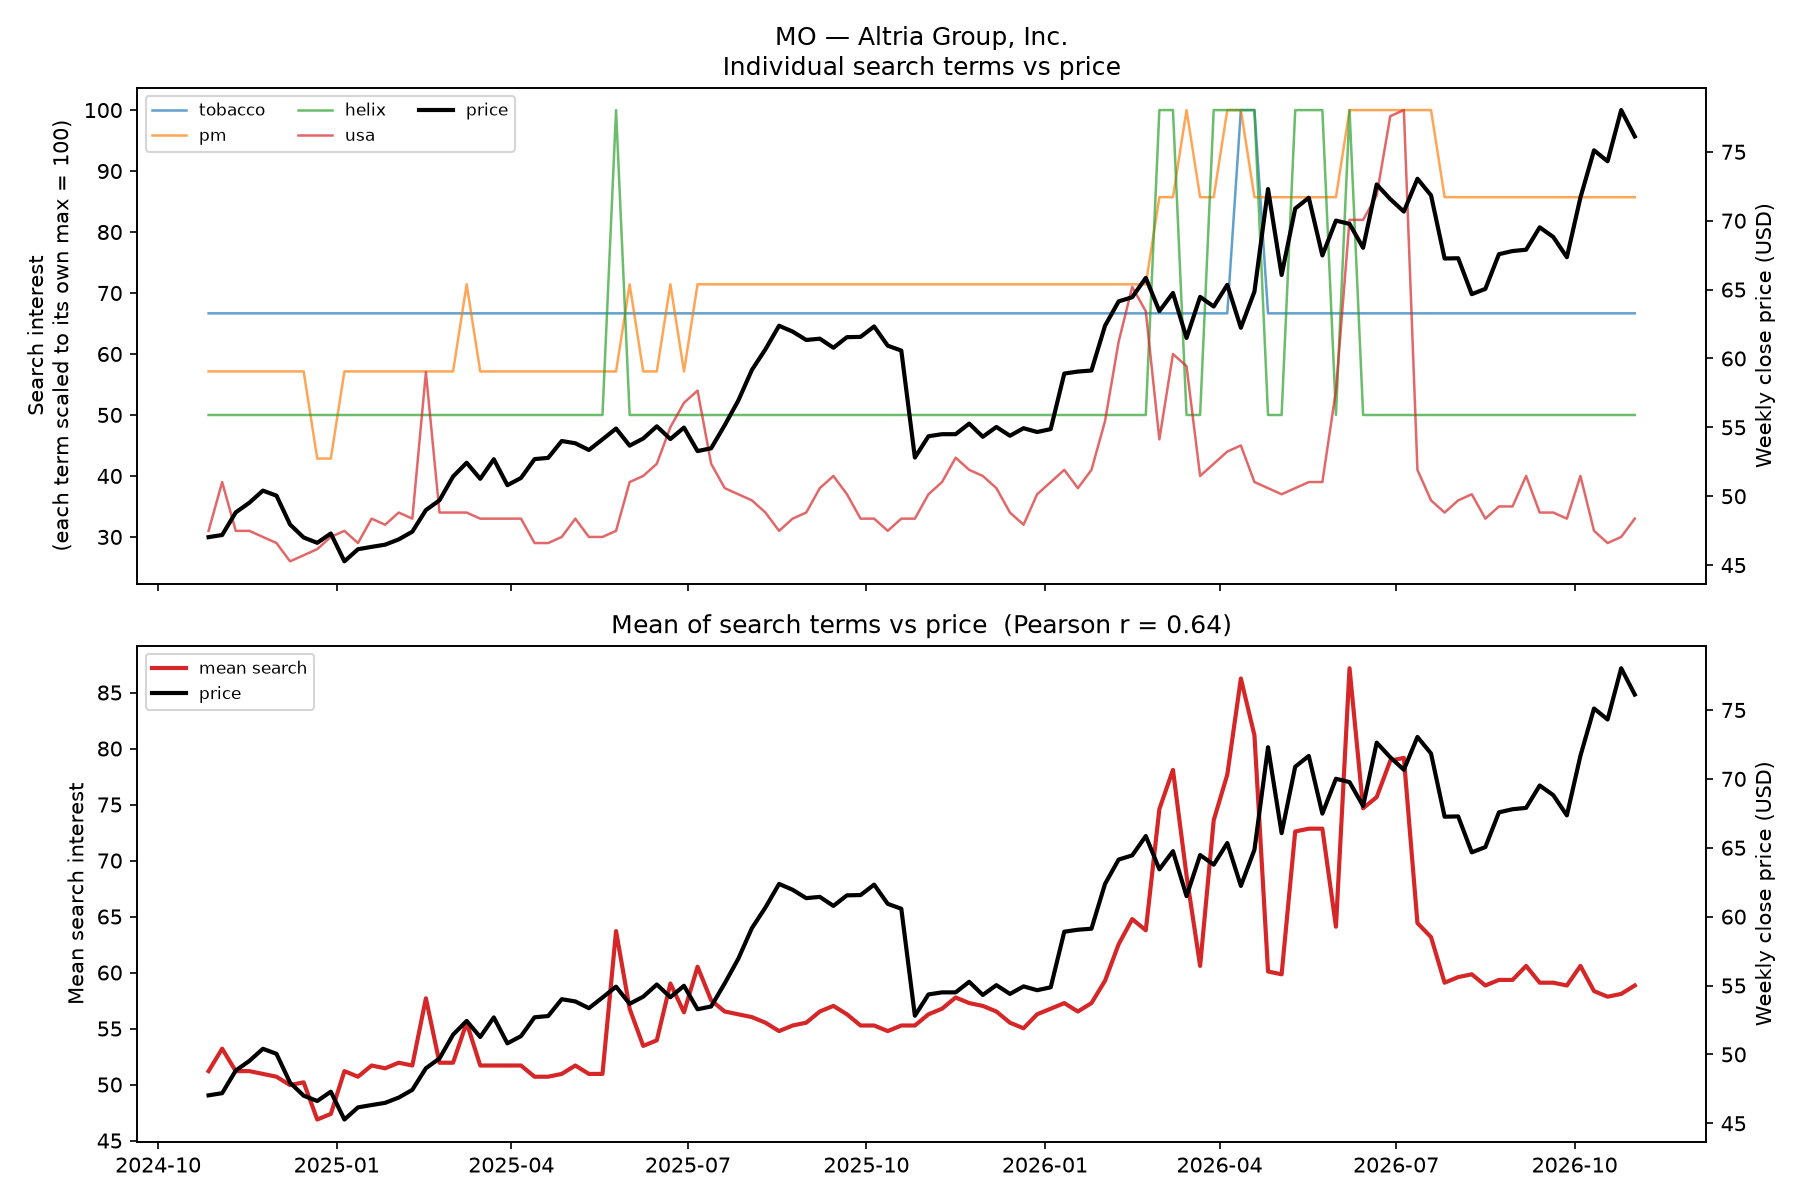 MO — Altria Group, Inc.
Individual search terms vs price
tobacco
pm
helix
usa
price
Search interest
(each term scaled to its own max = 100)
100
90
80
70
60
50
40
30
75
70
65
60
55
50
45
Weekly close price (USD)
Mean of search terms vs price (Pearson r = 0.64)
mean search
price
Mean search interest
85
80
75
70
65
60
55
50
45
75
70
65
60
55
50
45
Weekly close price (USD)
2024-10
2025-01
2025-04
2025-07
2025-10
2026-01
2026-04
2026-07
2026-10